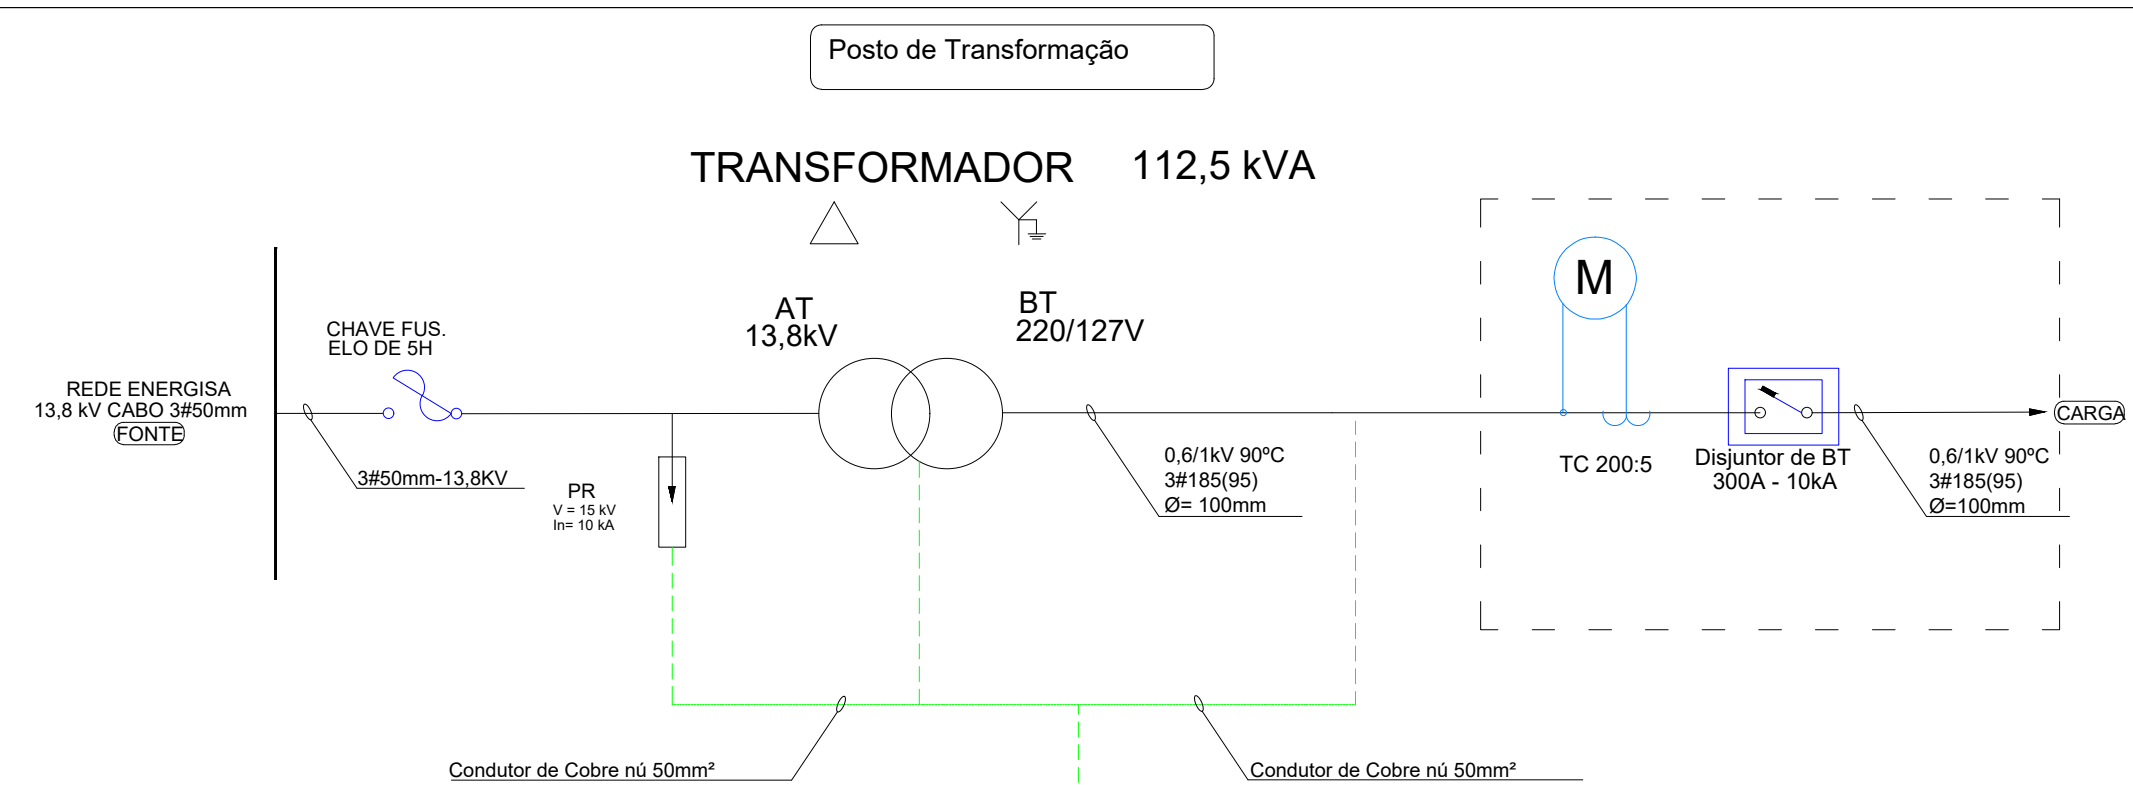 Posto de Transformação
TRANSFORMADOR 112,5 kVA
AT
13,8kV
BT
220/127V
CHAVE FUS.
ELO DE 5H
REDE ENERGISA
13,8 kV CABO 3#50mm
FONTE
3#50mm-13,8KV
PR
V = 15 kV
In= 10 kA
0,6/1kV 90ºC
3#185(95)
Ø= 100mm
M
TC 200:5
Disjuntor de BT
300A - 10kA
0,6/1kV 90ºC
3#185(95)
Ø=100mm
CARGA
Condutor de Cobre nú 50mm²
Condutor de Cobre nú 50mm²